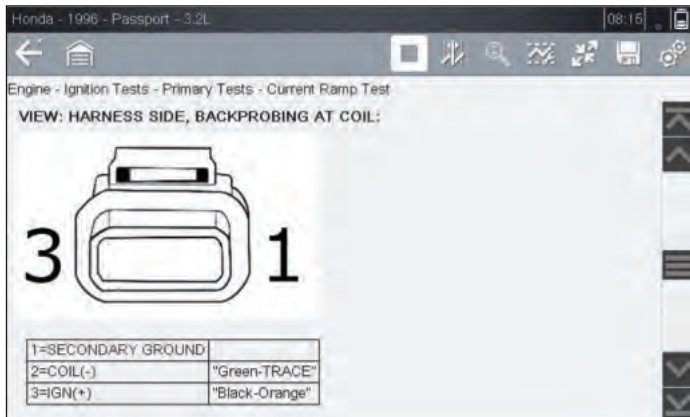 Honda - 1996 - Passport - 3.2L 08:15
Engine - Ignition Tests - Primary Tests - Current Ramp Test
VIEW: HARNESS SIDE, BACKPROBING AT COIL:
3 1
1=SECONDARY GROUND
2=COIL(-) "Green-TRACE"
3=IGN(+) "Black-Orange"